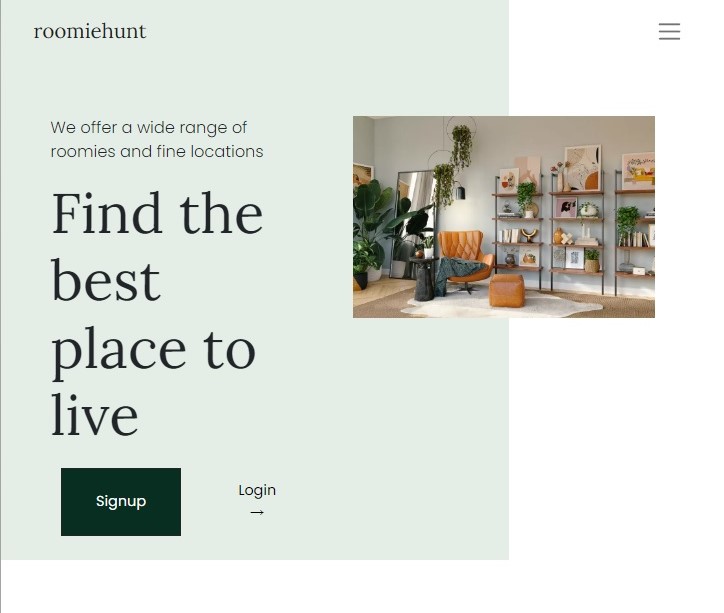 roomiehunt
We offer a wide range of
roomies and fine locations
Find the
best
place to
live
Signup
Login
→